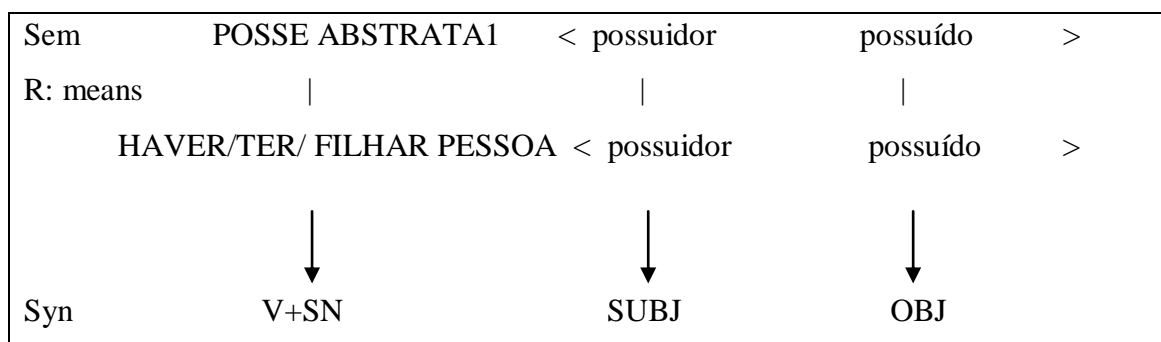 Sem POSSE ABSTRATA1 < possuidor possuído >
R: means | | |
HAVER/TER/ FILHAR PESSOA < possuidor possuído >
Syn V+SN SUBJ OBJ